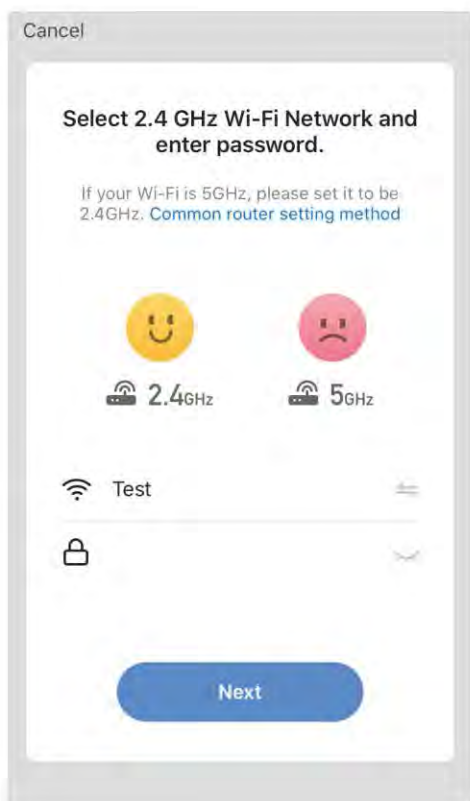 Cancel
Select 2.4 GHz Wi-Fi Network and
enter password.
If your Wi-Fi is 5GHz, please set it to be
2.4GHz. Common router setting method
2.4GHz 5GHz
Test
Next